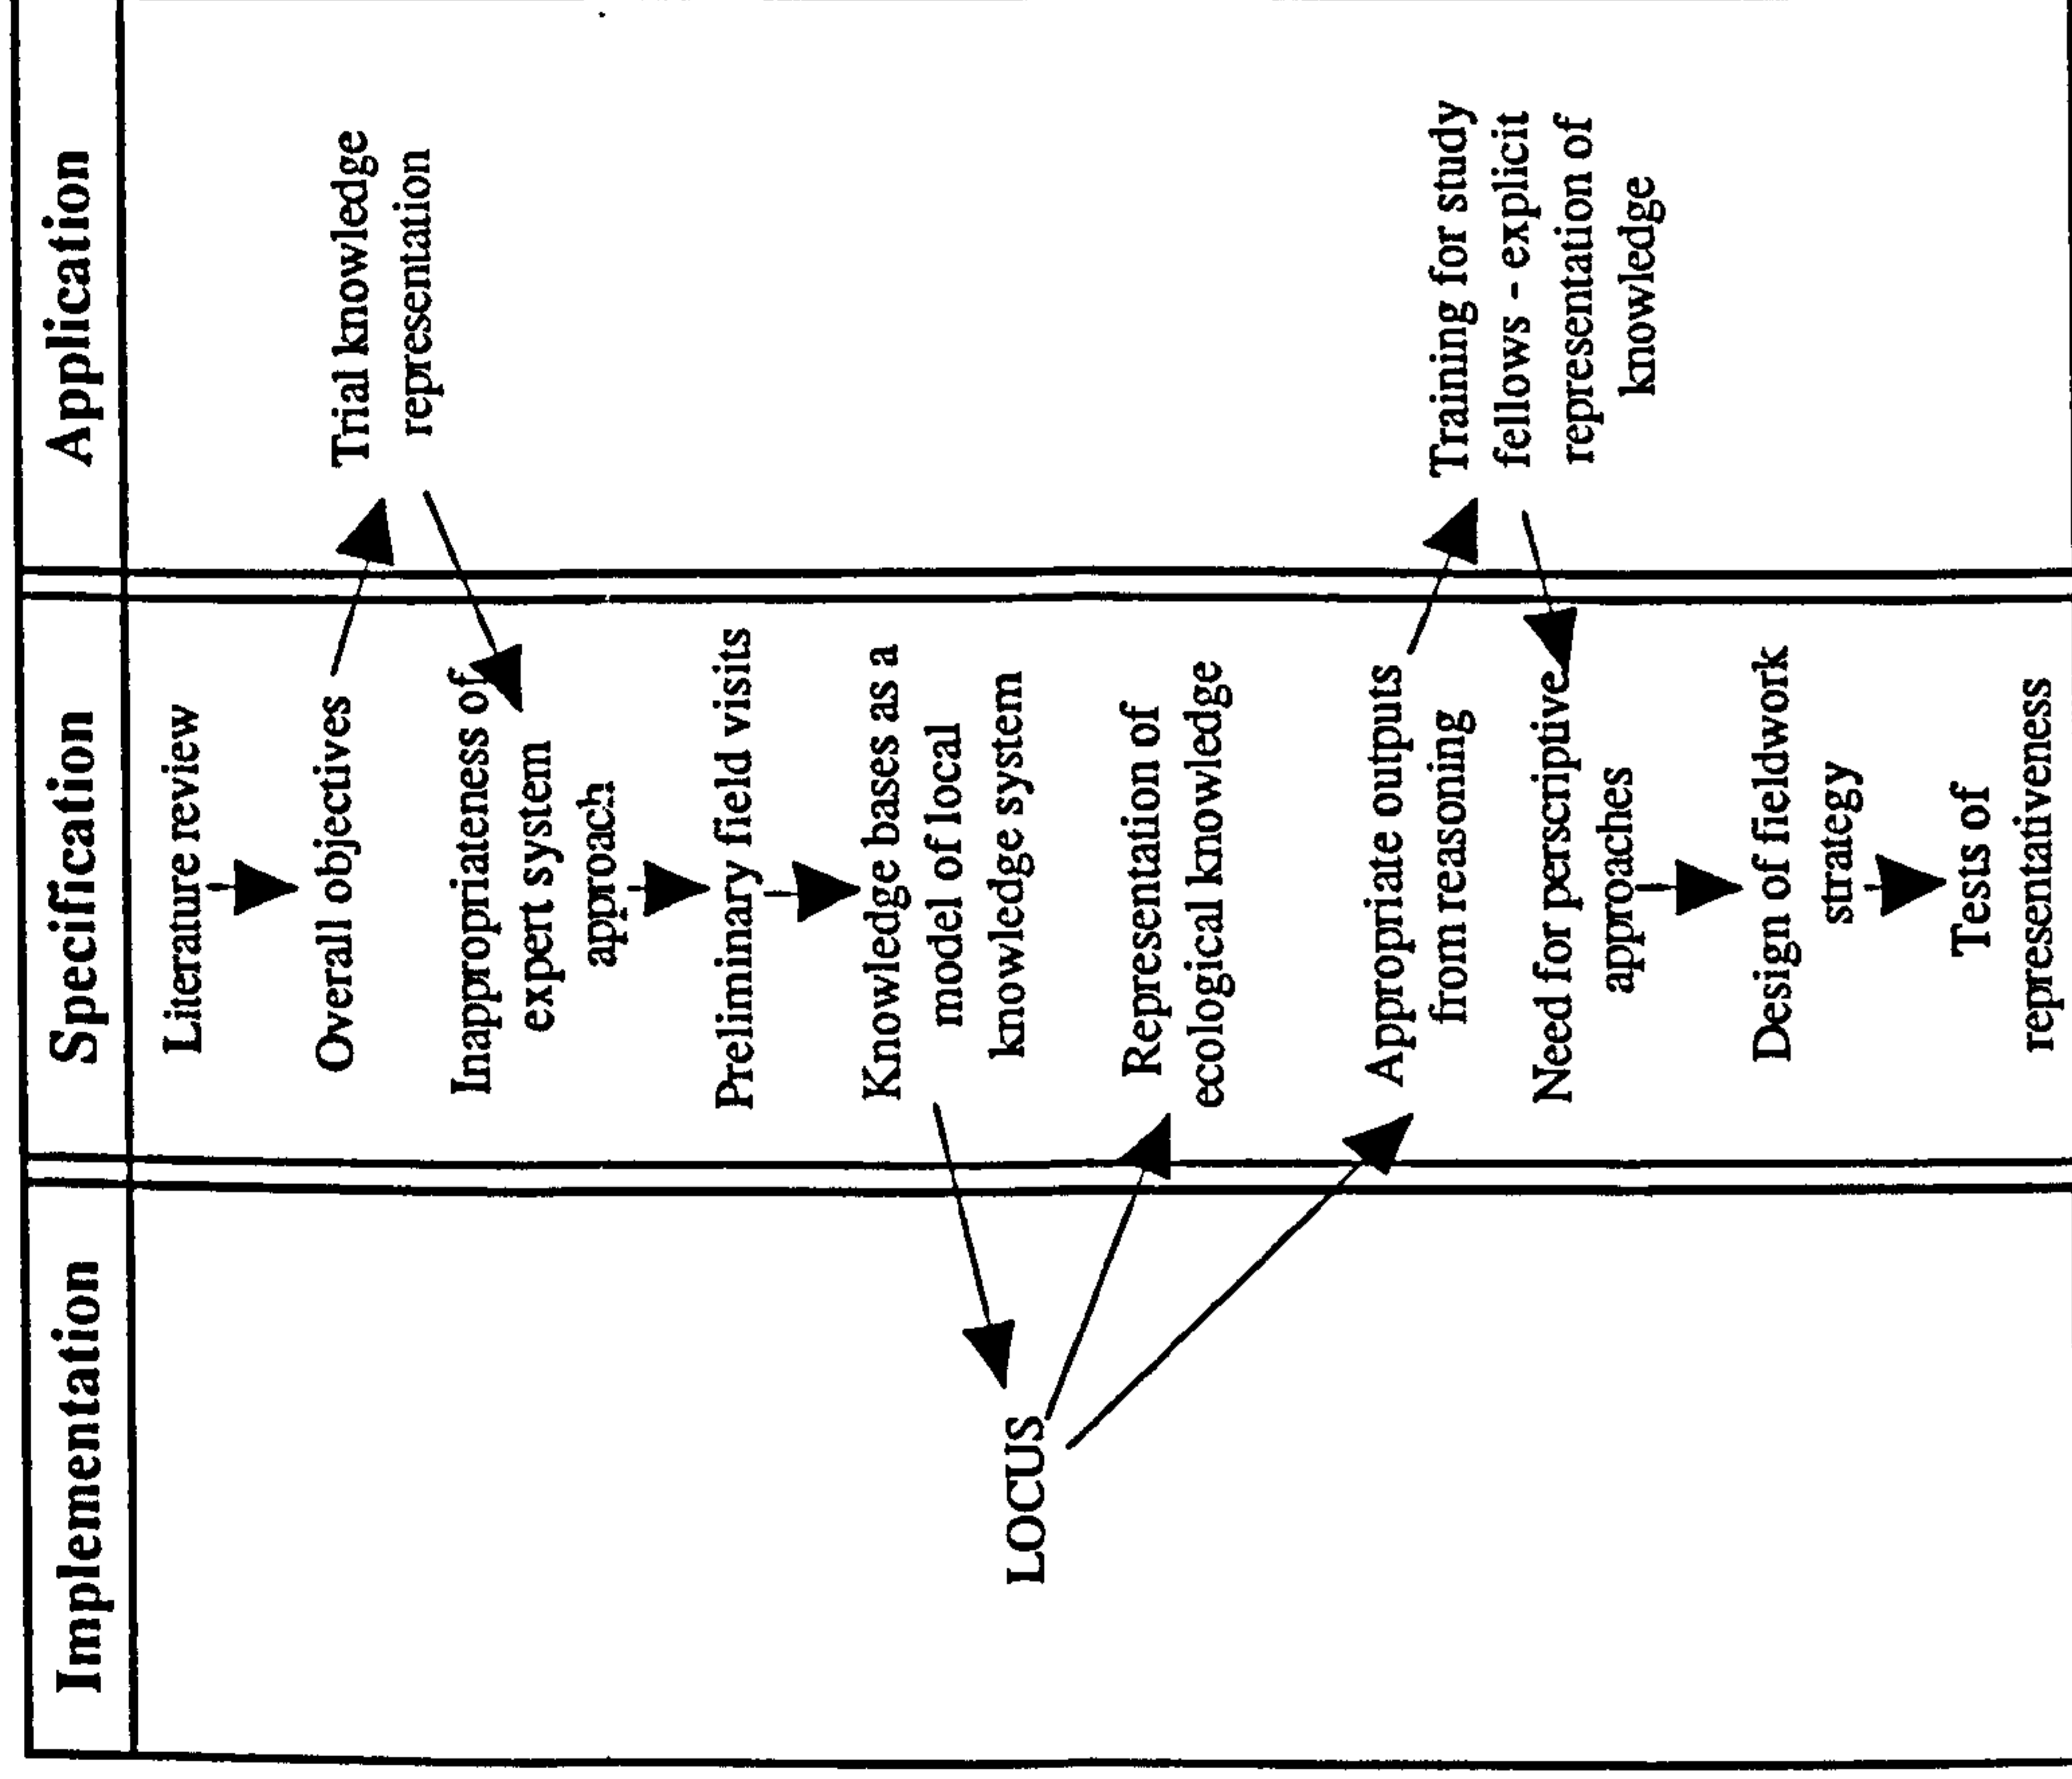 Implementation
Specification
Application
Literature review
Overall objectives
Trial knowledge
representation
Inappropriateness of
expert system
approach
Preliminary field visits
Knowledge bases as a
model of local
knowledge system
LOCUS
Representation of
ecological knowledge
Appropriate outputs
from reasoning
Training for study
fellows - explicit
representation of
knowledge
Need for perscriptive
approaches
Design of fieldwork
strategy
Tests of
representativeness